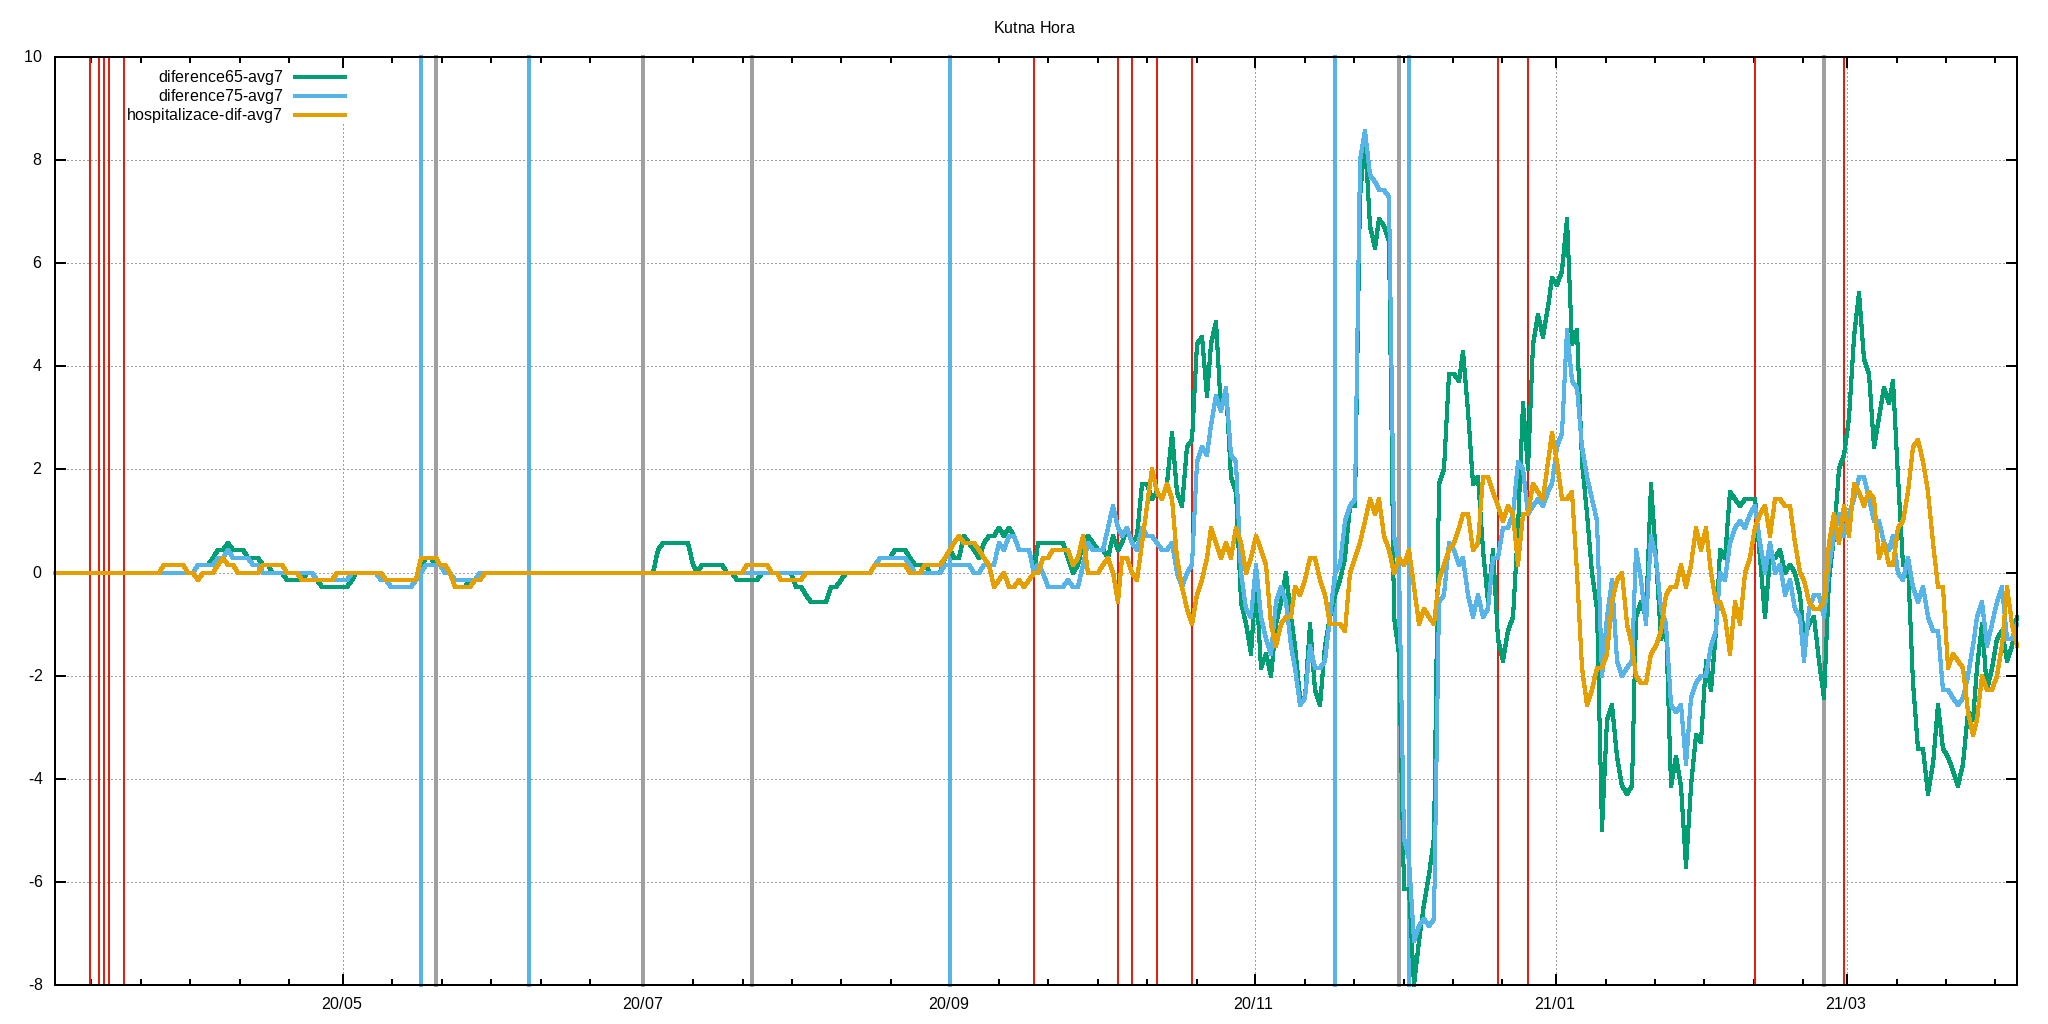 Kutna Hora
10
diference65-avg7
diference75-avg7
hospitalizace-dif-avg7
8
6
4
2
0
-2
-4
-6
-8
20/05 20/07 20/09 20/11 21/01 21/03